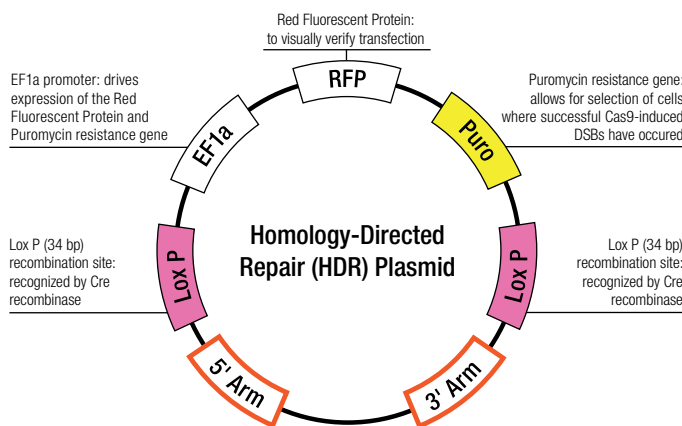 Red Fluorescent Protein:
to visually verify transfection
RFP
EF1a promoter: drives
expression of the Red
Fluorescent Protein and
Puromycin resistance gene
EF1a
Puromycin resistance gene:
allows for selection of cells
where successful Cas9-induced
DSBs have occured
Puro
Homology-Directed
Repair (HDR) Plasmid
Lox P (34 bp)
recombination site:
recognized by Cre
recombinase
Lox P
Lox P
Lox P (34 bp)
recombination site:
recognized by Cre
recombinase
5' Arm
3' Arm